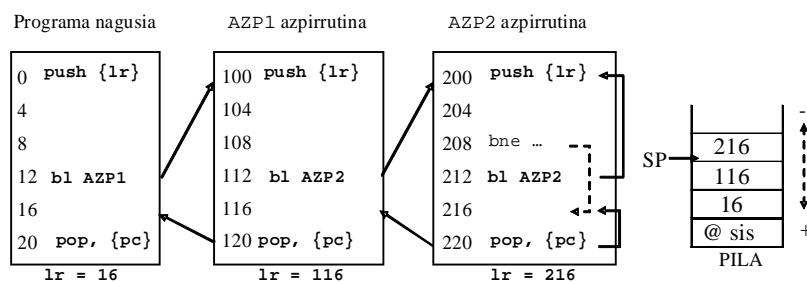 Programa nagusia
0 push {lr}
4
8
12 bl AZP1
16
20 pop, {pc}
lr = 16
AZP1 azpirrutina
100 push {lr}
104
108
112 bl AZP2
116
120 pop, {pc}
lr = 116
AZP2 azpirrutina
200 push {lr}
204
208 bne …
212 bl AZP2
216
220 pop, {pc}
lr = 216
-
216
SP
116
16
@ sis
+
PILA